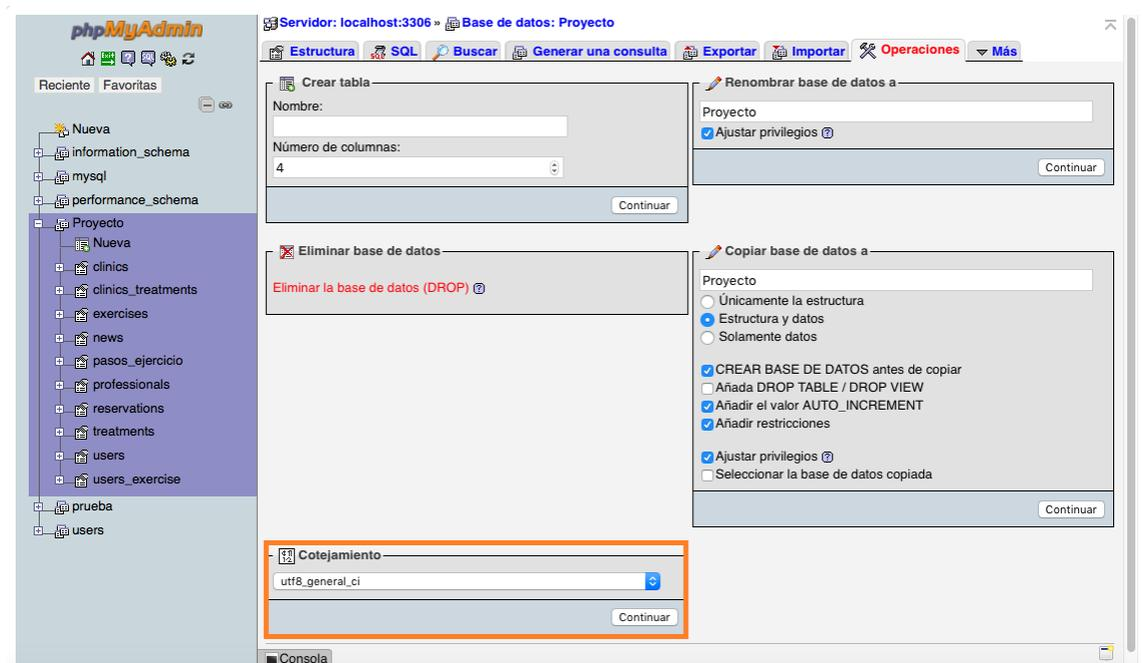 phpMyAdmin
Reciente Favoritas
Nueva
information_schema
mysql
performance_schema
Proyecto
Nueva
clinics
clinics_treatments
exercises
news
pasos_ejercicio
professionals
reservations
treatments
users
users_exercise
prueba
users
Servidor: localhost:3306 » Base de datos: Proyecto
Estructura SQL Buscar Generar una consulta Exportar Importar Operaciones Más
Crear tabla
Nombre:
Número de columnas:
4
Continuar
Renombrar base de datos a
Proyecto
Ajustar privilegios
Continuar
Eliminar base de datos
Eliminar la base de datos (DROP)
Copiar base de datos a
Proyecto
Únicamente la estructura
Estructura y datos
Solamente datos
CREAR BASE DE DATOS antes de copiar
Añada DROP TABLE / DROP VIEW
Añadir el valor AUTO_INCREMENT
Añadir restricciones
Ajustar privilegios
Seleccionar la base de datos copiada
Continuar
Cotejamiento
utf8_general_ci
Continuar
Consola